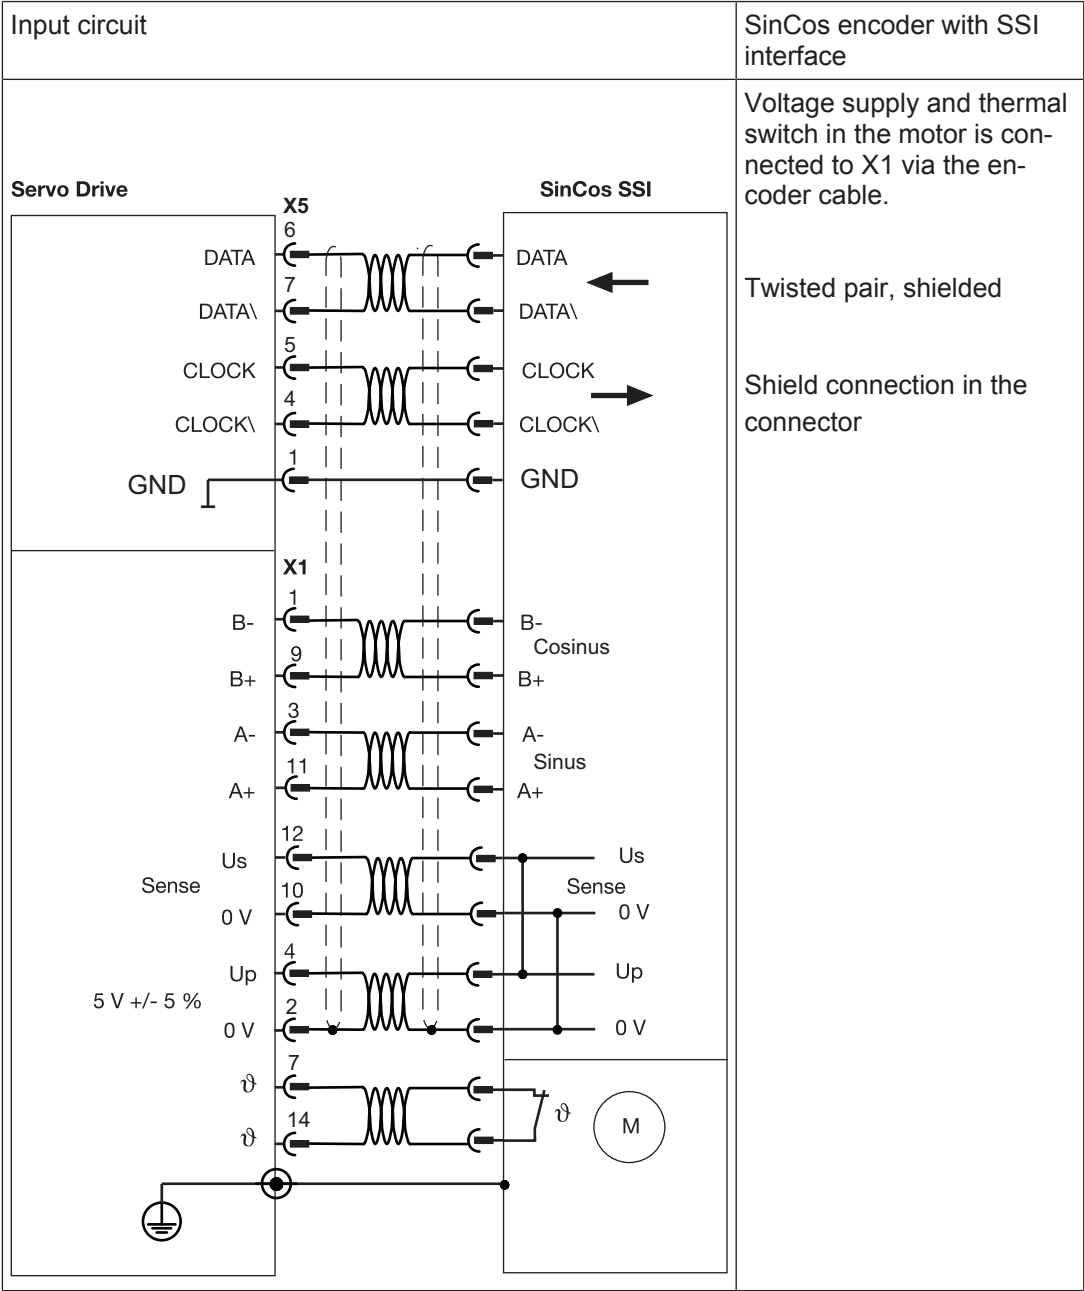 Input circuit
SinCos encoder with SSI
interface
Voltage supply and thermal
switch in the motor is con-
nected to X1 via the en-
coder cable.
Twisted pair, shielded
Shield connection in the
connector
Servo Drive
SinCos SSI
X5
6
DATA
DATA
7
DATA\
DATA\
5
CLOCK
CLOCK
4
CLOCK\
CLOCK\
1
GND
GND
X1
1
B-
B-
Cosinus
9
B+
B+
3
A-
A-
Sinus
11
A+
A+
12
Us
Us
Sense
Sense
10
0 V
0 V
4
Up
Up
5 V +/- 5 %
2
0 V
0 V
7
ϑ
ϑ
M
14
ϑ